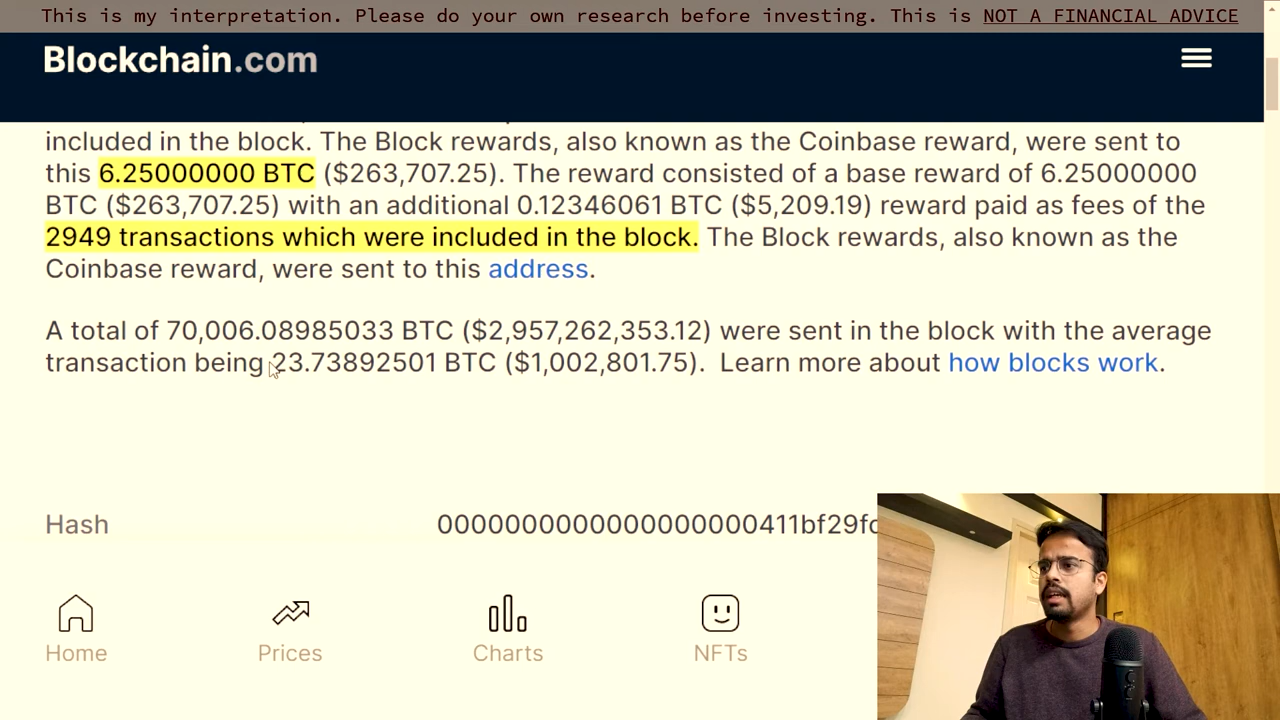 This is my interpretation. Please do your own research before investing. This is NOT A FINANCIAL ADVICE
Blockchain.com
included in the block. The Block rewards, also known as the Coinbase reward, were sent to
this 6.25000000 BTC ($263,707.25). The reward consisted of a base reward of 6.25000000
BTC ($263,707.25) with an additional 0.12346061 BTC ($5,209.19) reward paid as fees of the
2949 transactions which were included in the block. The Block rewards, also known as the
Coinbase reward, were sent to this address.
A total of 70,006.08985033 BTC ($2,957,262,353.12) were sent in the block with the average
transaction being 23.73892501 BTC ($1,002,801.75). Learn more about how blocks work.
Hash
Home
Prices
Charts
NFTs